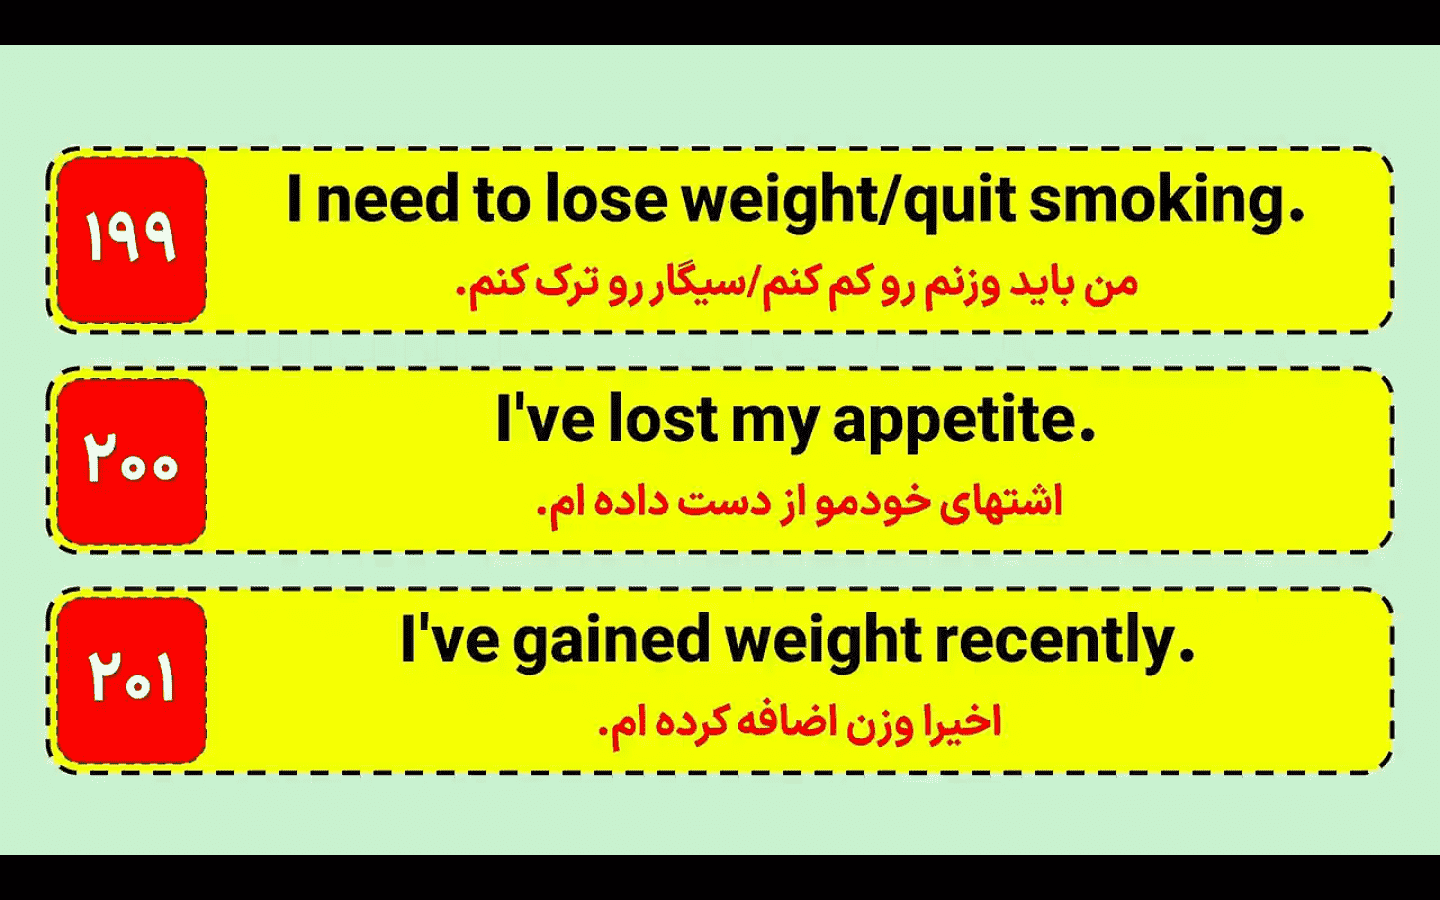 ۱۹۹
I need to lose weight/quit smoking.
من باید وزنم رو کم کنم/سیگار رو ترک کنم.
۲۰۰
I've lost my appetite.
اشتهای خودمو از دست داده ام.
۲۰۱
I've gained weight recently.
اخیرا وزن اضافه کرده ام.